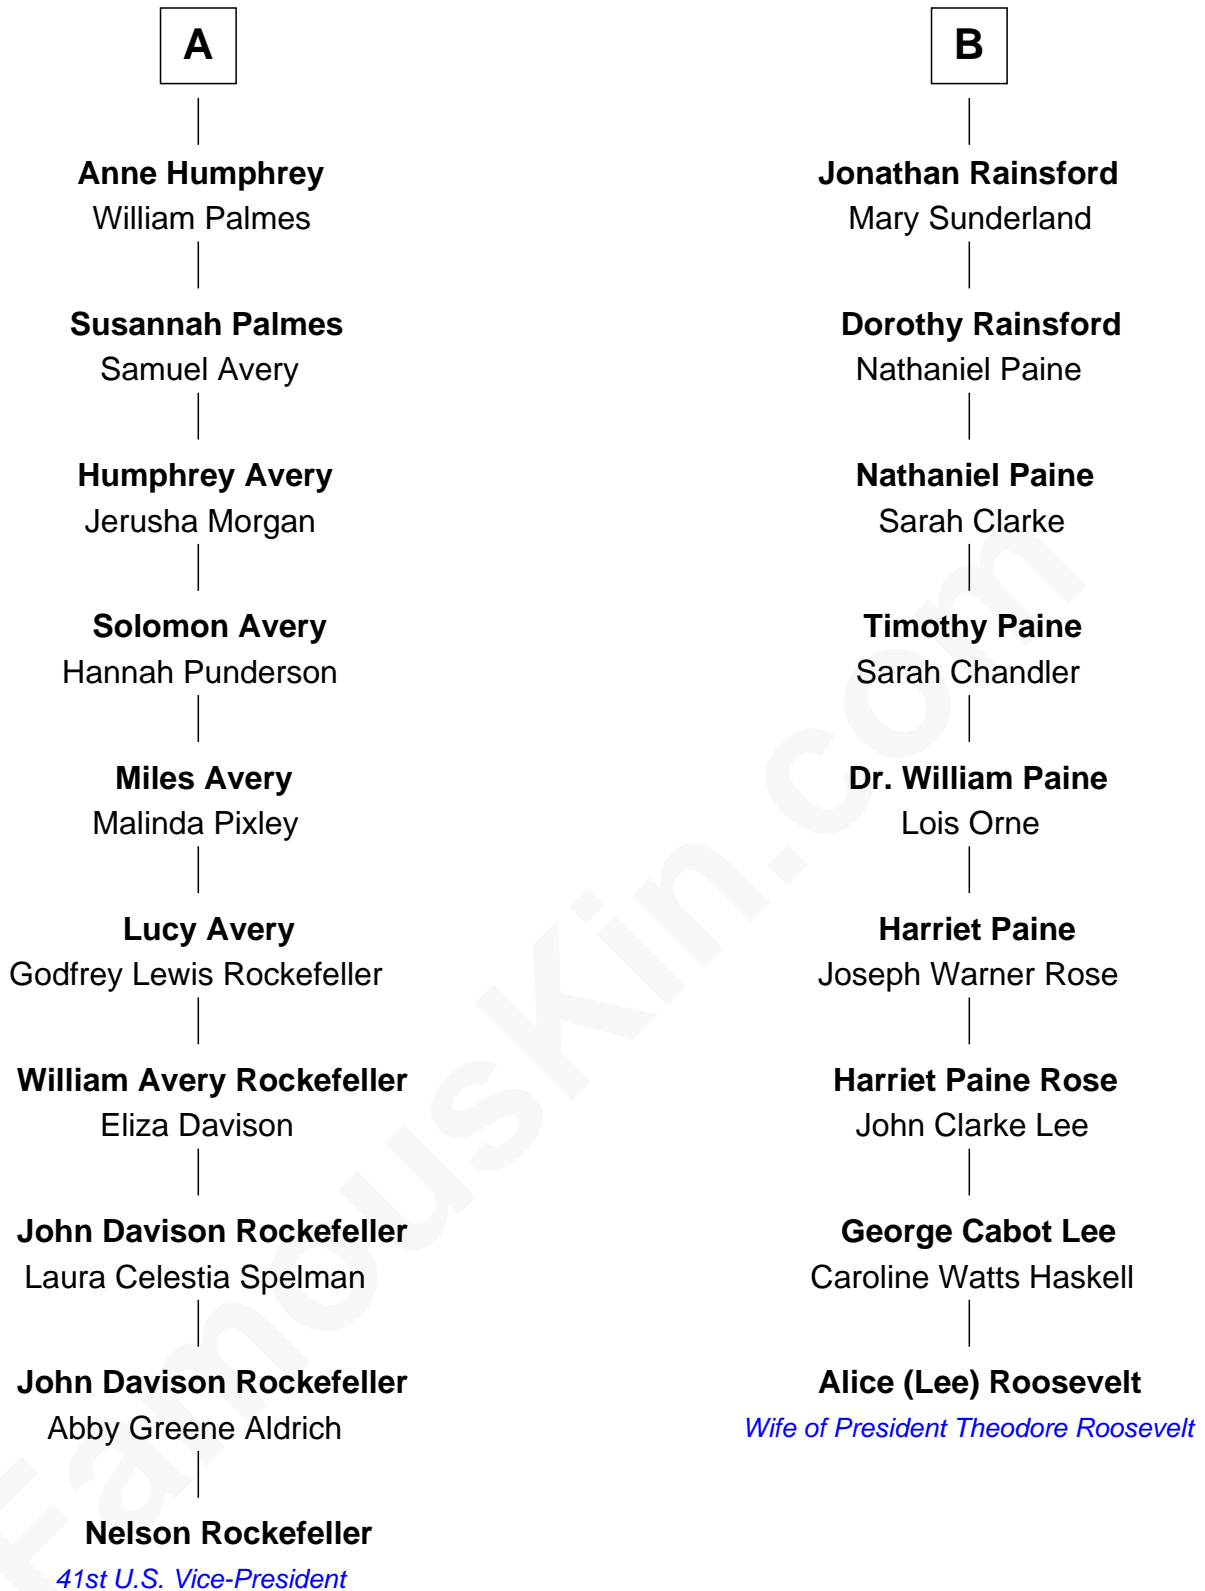 A
Anne Humphrey
William Palmes
Susannah Palmes
Samuel Avery
Humphrey Avery
Jerusha Morgan
Solomon Avery
Hannah Punderson
Miles Avery
Malinda Pixley
Lucy Avery
Godfrey Lewis Rockefeller
William Avery Rockefeller
Eliza Davison
John Davison Rockefeller
Laura Celestia Spelman
John Davison Rockefeller
Abby Greene Aldrich
Nelson Rockefeller
41st U.S. Vice-President
B
Jonathan Rainsford
Mary Sunderland
Dorothy Rainsford
Nathaniel Paine
Nathaniel Paine
Sarah Clarke
Timothy Paine
Sarah Chandler
Dr. William Paine
Lois Orne
Harriet Paine
Joseph Warner Rose
Harriet Paine Rose
John Clarke Lee
George Cabot Lee
Caroline Watts Haskell
Alice (Lee) Roosevelt
Wife of President Theodore Roosevelt
FamousKin.com